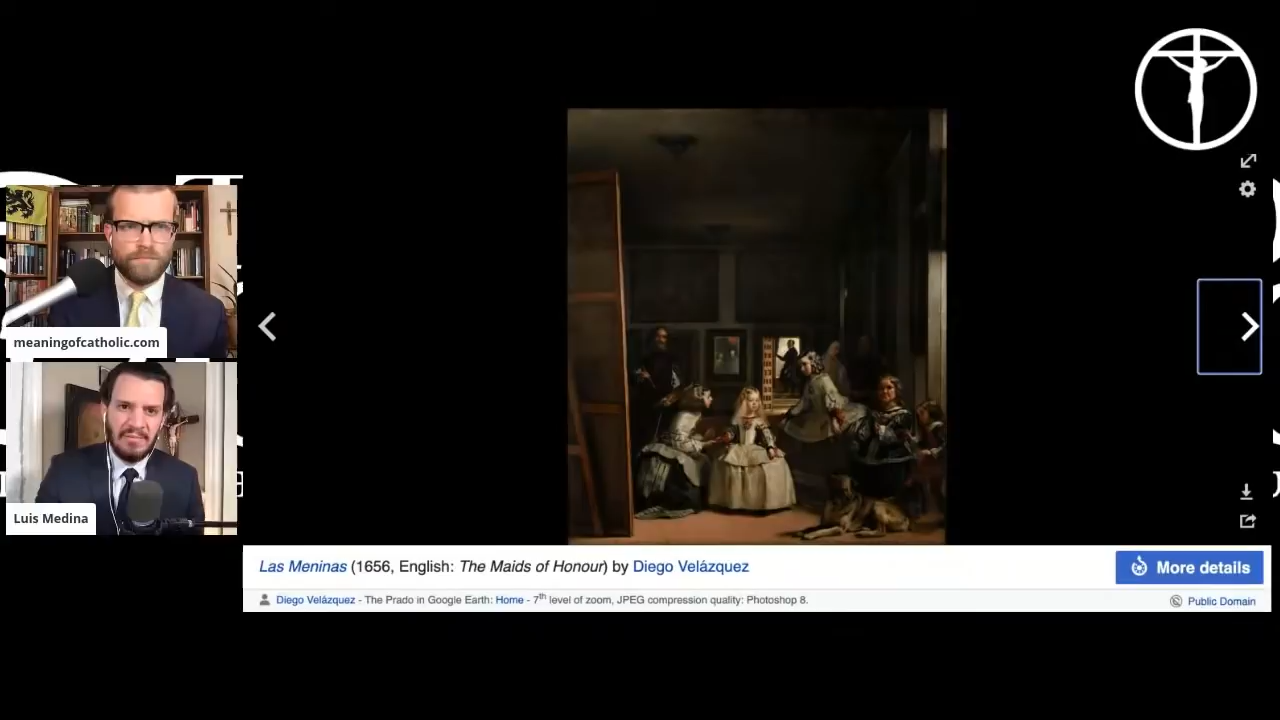 meaningofcatholic.com
Luis Medina
Las Meninas (1656, English: The Maids of Honour) by Diego Velázquez
More details
Diego Velázquez - The Prado in Google Earth: Home - 7th level of zoom, JPEG compression quality: Photoshop 8.
Public Domain